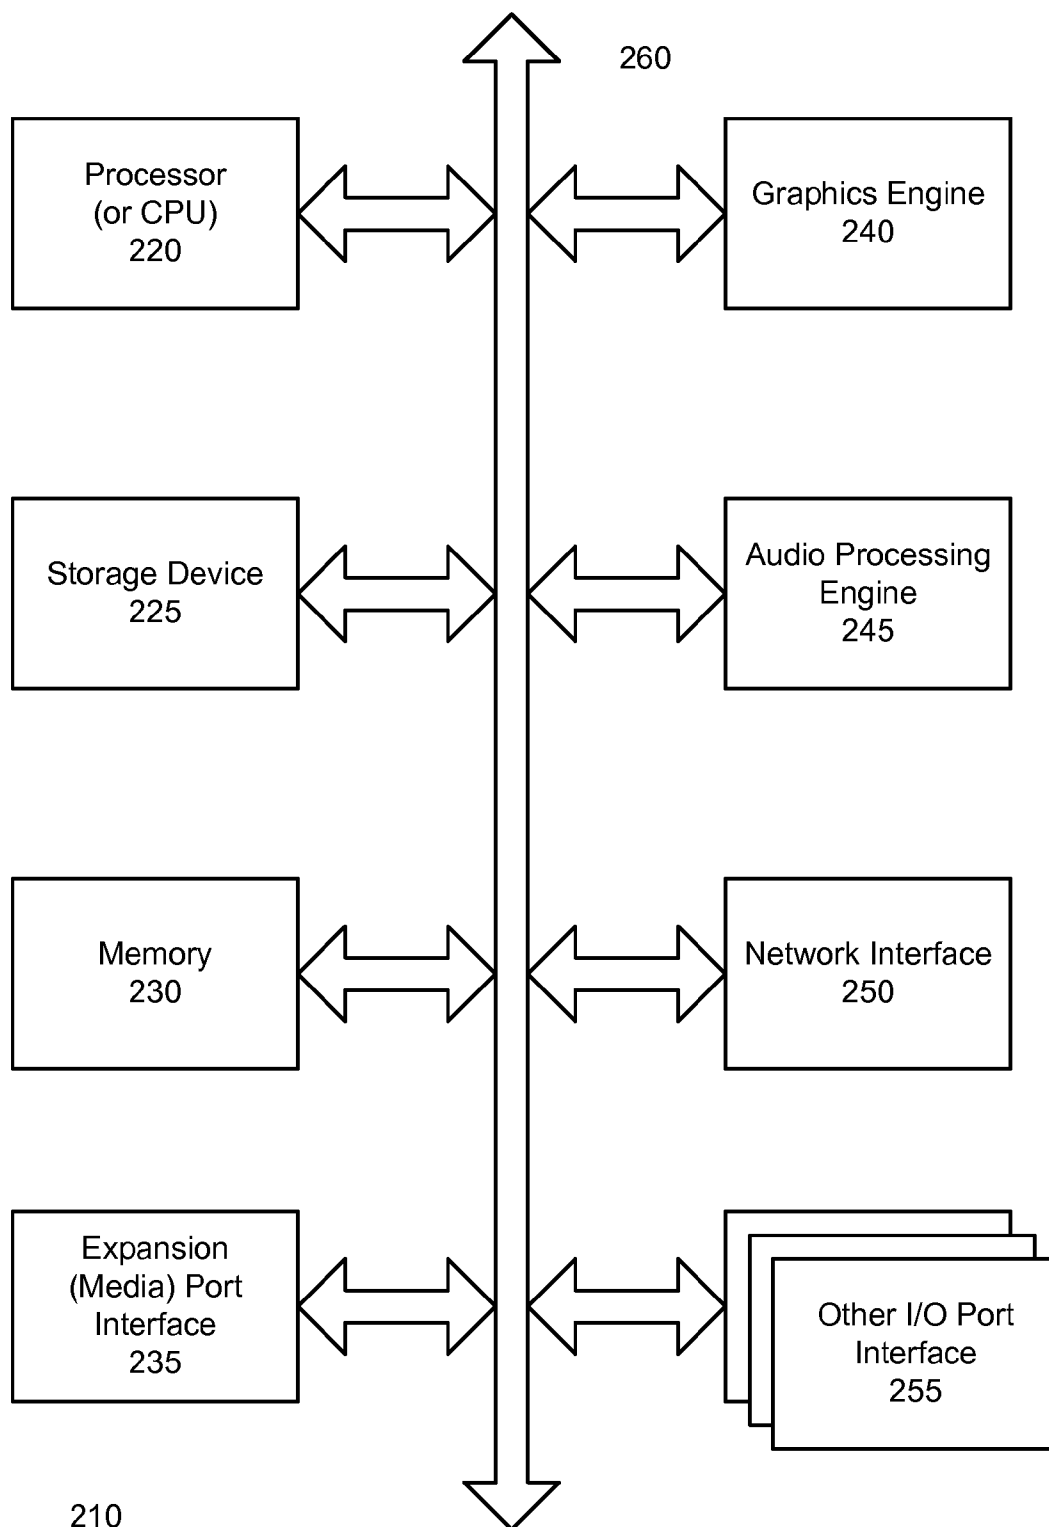 260
Processor
(or CPU)
220
Graphics Engine
240
Storage Device
225
Audio Processing
Engine
245
Memory
230
Network Interface
250
Expansion
(Media) Port
Interface
235
Other I/O Port
Interface
255
210